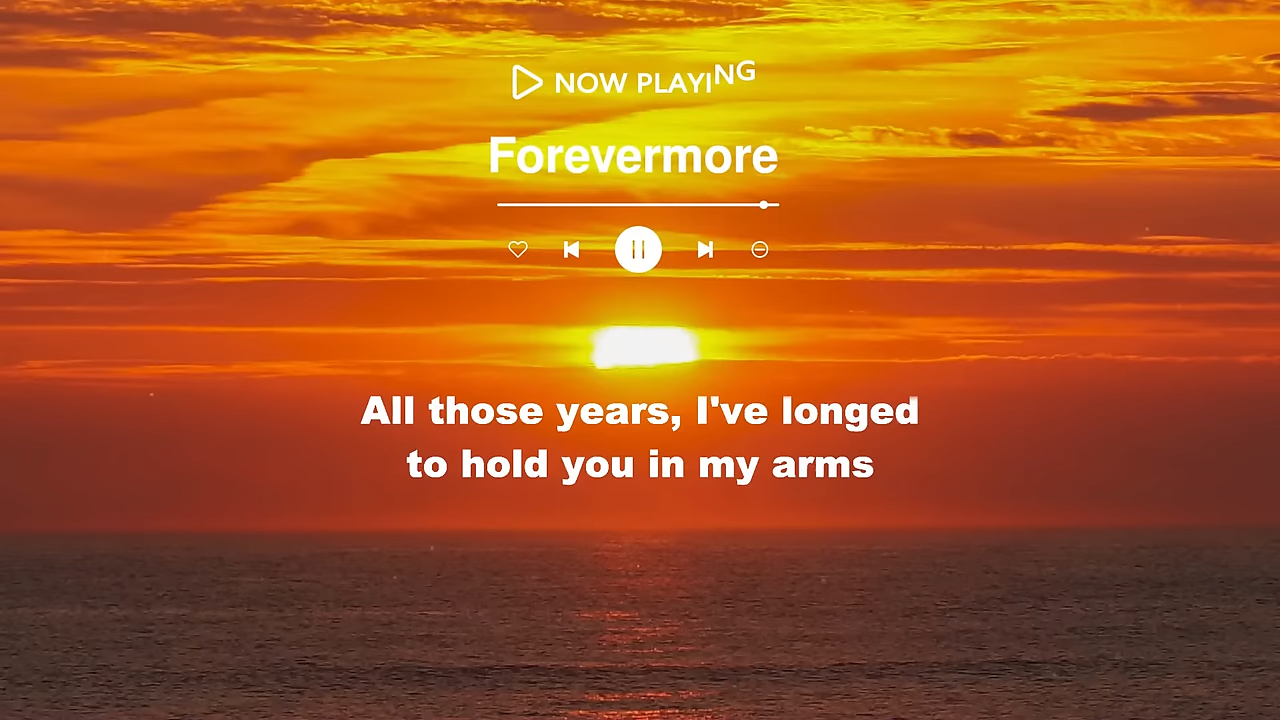 NOW PLAYING
Forevermore
All those years, I've longed
to hold you in my arms